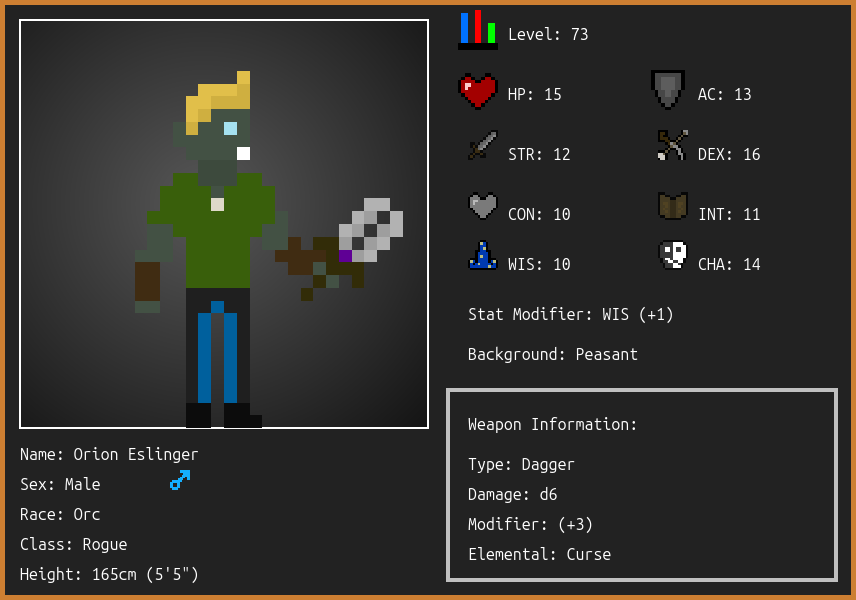 Level: 73
HP: 15
AC: 13
STR: 12
DEX: 16
CON: 10
INT: 11
WIS: 10
CHA: 14
Stat Modifier: WIS (+1)
Background: Peasant
Weapon Information:
Type: Dagger
Damage: d6
Modifier: (+3)
Elemental: Curse
Name: Orion Eslinger
Sex: Male
Race: Orc
Class: Rogue
Height: 165cm (5'5")